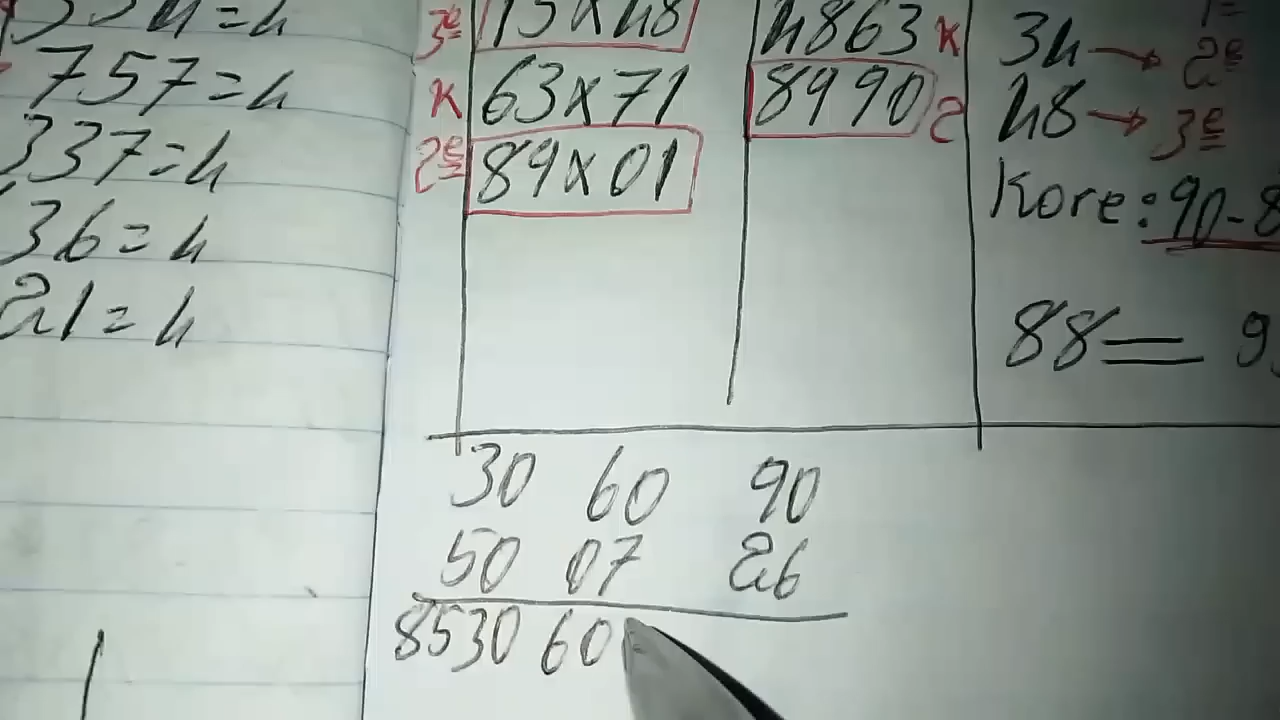 757=4
337=4
36=4
21=4
3e 15x48
K 63x71
2e 89x01
4863 K
8990 2
34→2e
48→3e
Kore: 90-8
88=9
30 60 90
50 07 26
8530 60